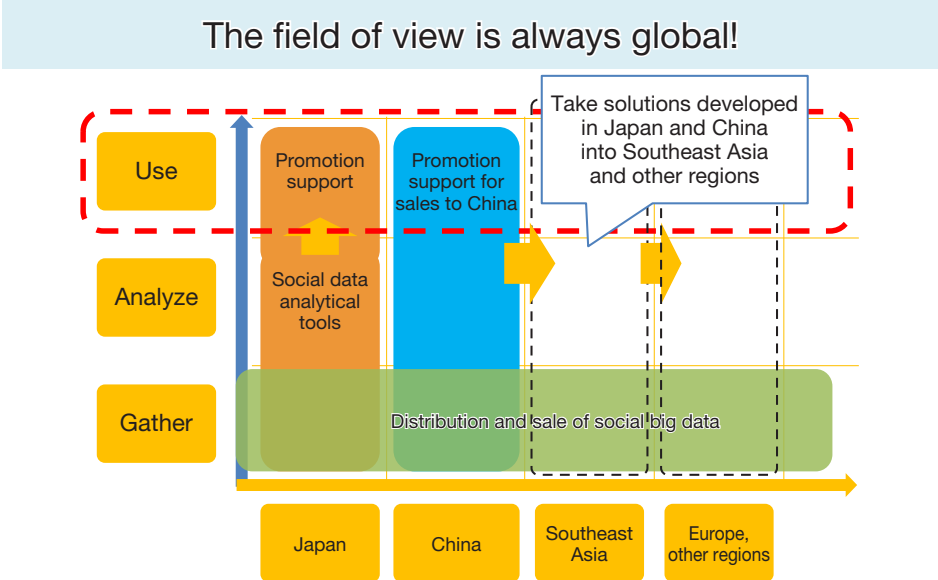 The field of view is always global!
Take solutions developed
in Japan and China
into Southeast Asia
and other regions
Use
Promotion
support
Promotion
support for
sales to China
Analyze
Social data
analytical
tools
Gather
Distribution and sale of social big data
Japan
China
Southeast
Asia
Europe,
other regions